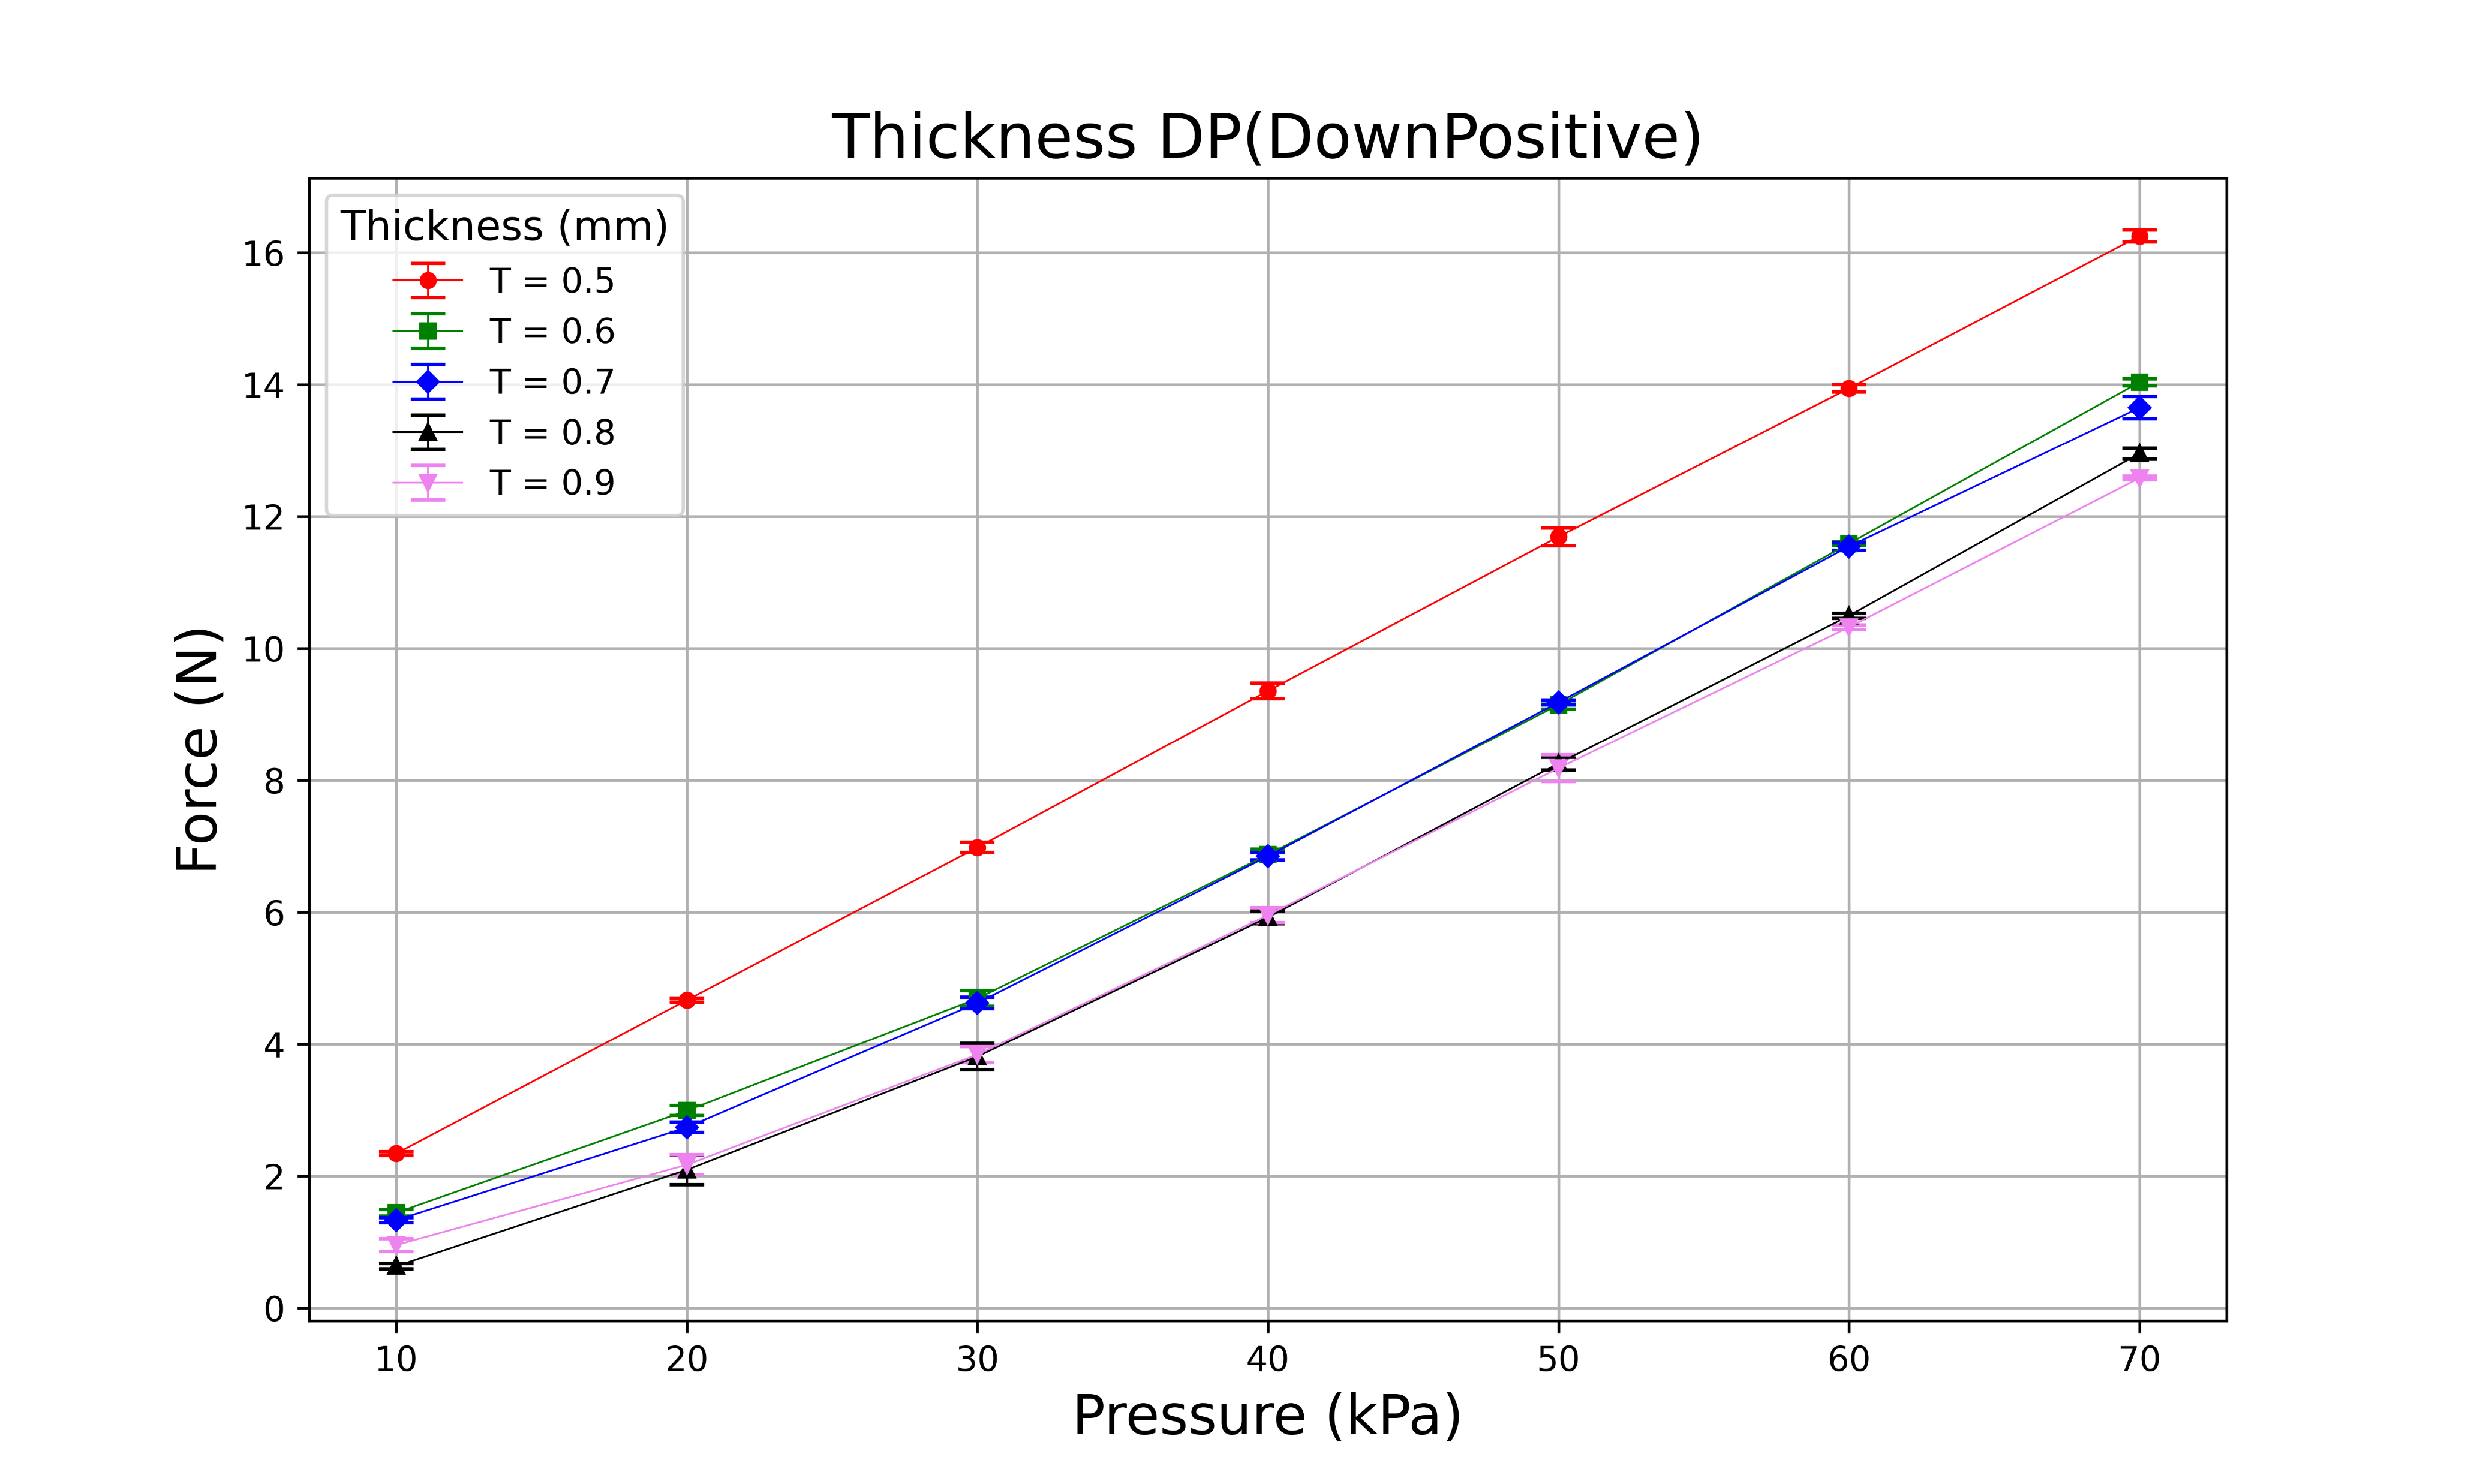 Thickness DP(DownPositive)
Thickness (mm)
T = 0.5
T = 0.6
T = 0.7
T = 0.8
T = 0.9
Force (N)
16
14
12
10
8
6
4
2
0
10 20 30 40 50 60 70
Pressure (kPa)